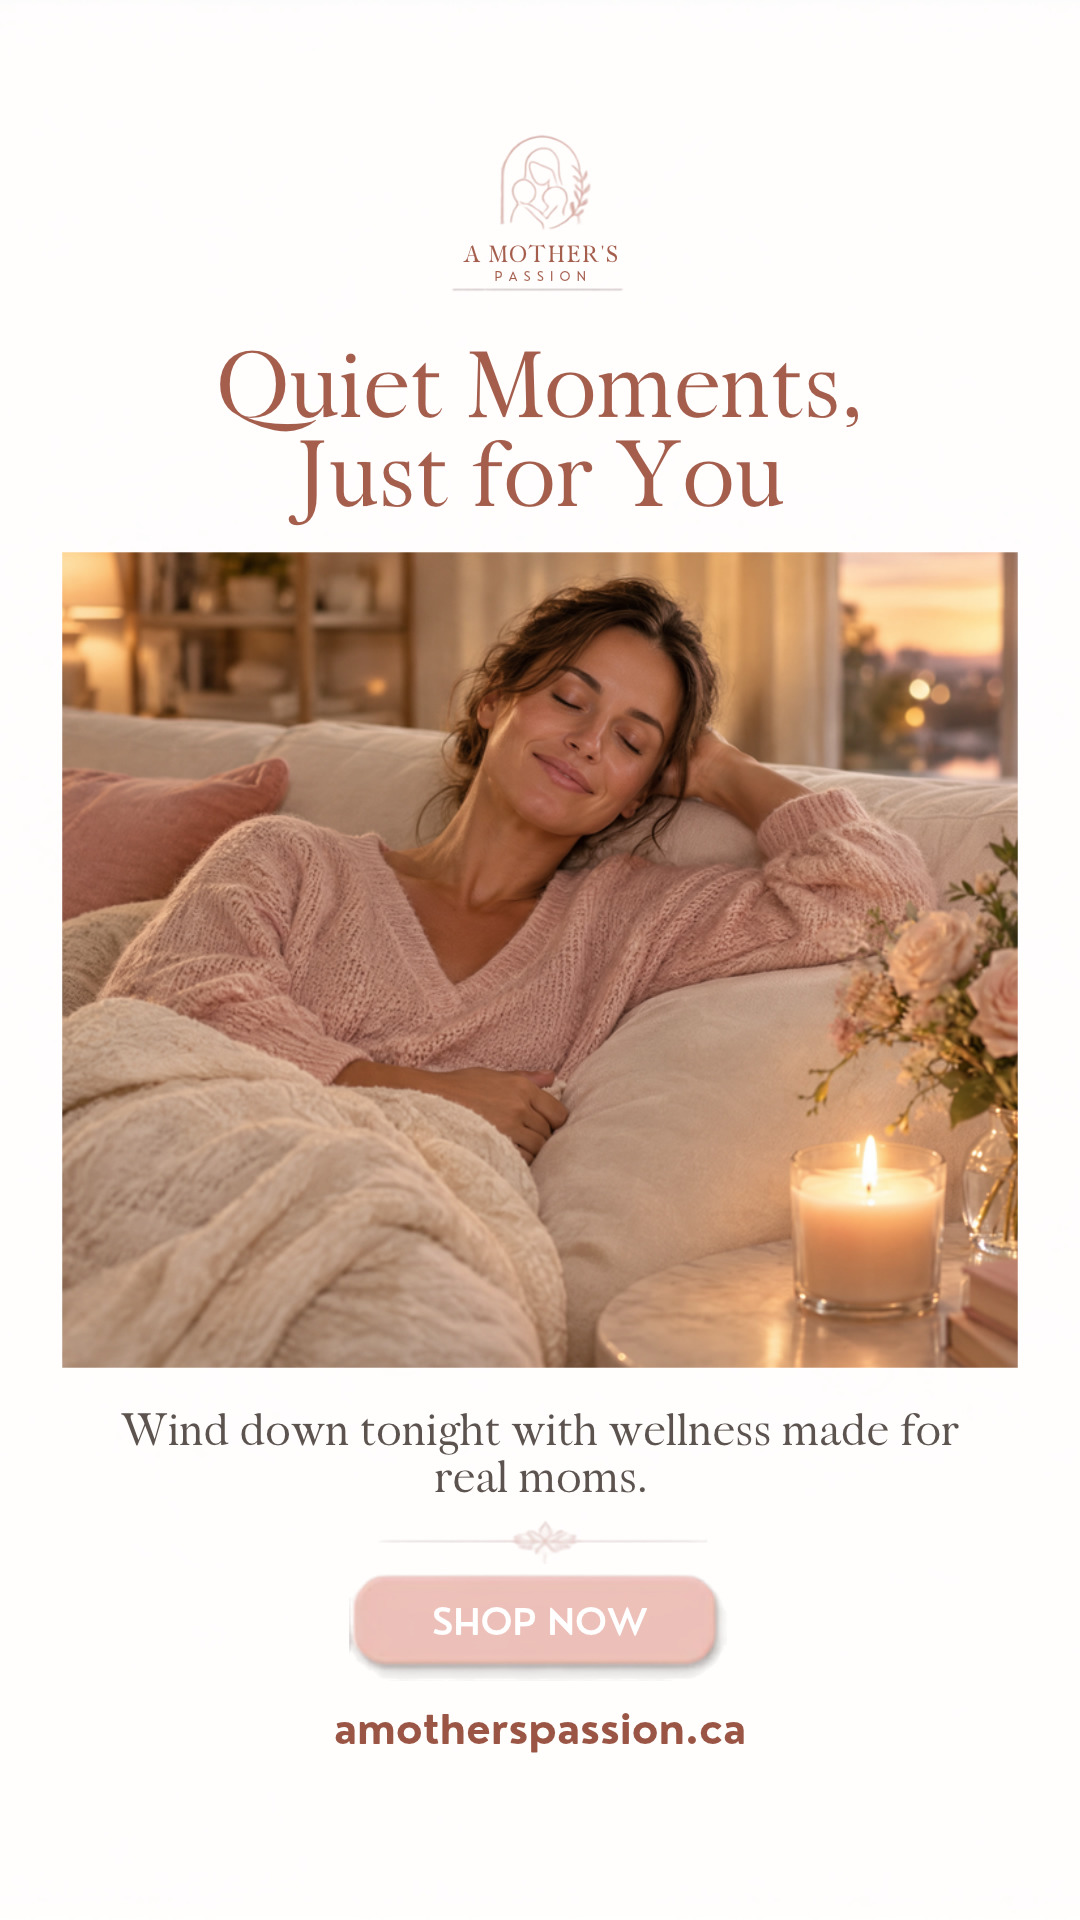 A MOTHER'S
PASSION
Quiet Moments,
Just for You
Wind down tonight with wellness made for
real moms.
SHOP NOW
amotherspassion.ca